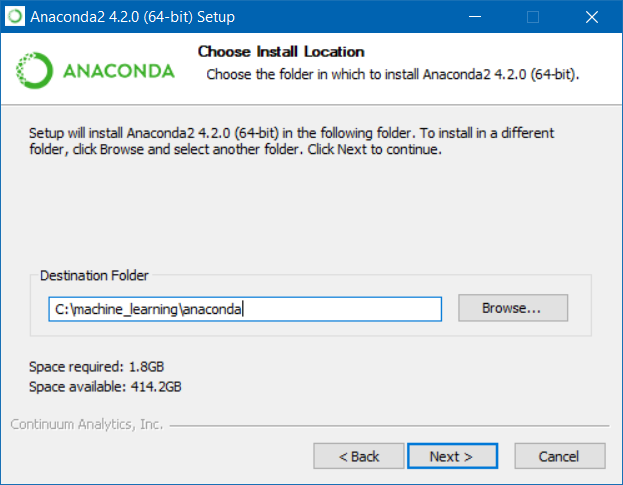 Anaconda2 4.2.0 (64-bit) Setup
ANACONDA
Choose Install Location
Choose the folder in which to install Anaconda2 4.2.0 (64-bit).
Setup will install Anaconda2 4.2.0 (64-bit) in the following folder. To install in a different
folder, click Browse and select another folder. Click Next to continue.
Destination Folder
C:\machine_learning\anaconda
Browse...
Space required: 1.8GB
Space available: 414.2GB
Continuum Analytics, Inc.
< Back
Next >
Cancel